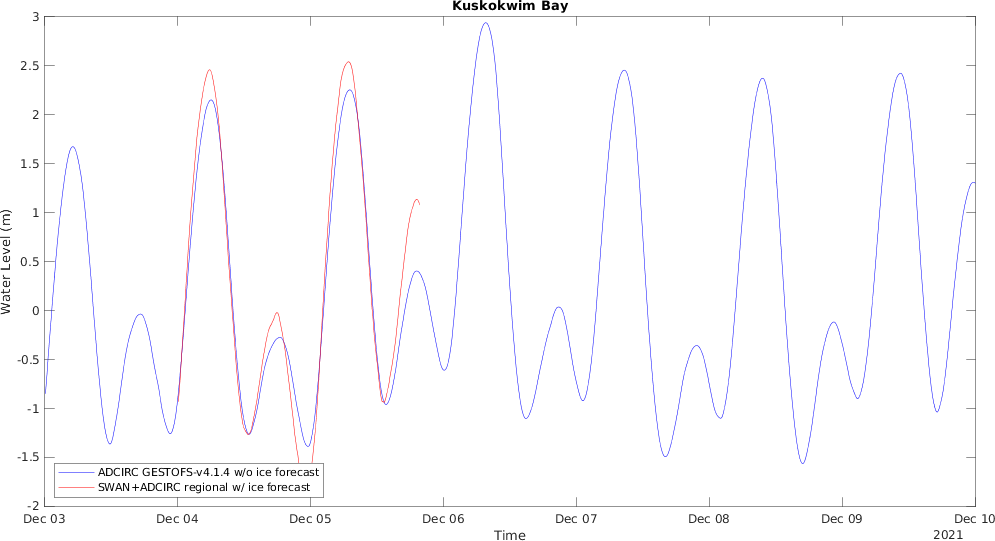 Kuskokwim Bay
Water Level (m)
3
2.5
2
1.5
1
0.5
0
-0.5
-1
-1.5
-2
ADCIRC GESTOFS-v4.1.4 w/o ice forecast
SWAN+ADCIRC regional w/ ice forecast
Dec 03 Dec 04 Dec 05 Dec 06 Dec 07 Dec 08 Dec 09 Dec 10
Time
2021